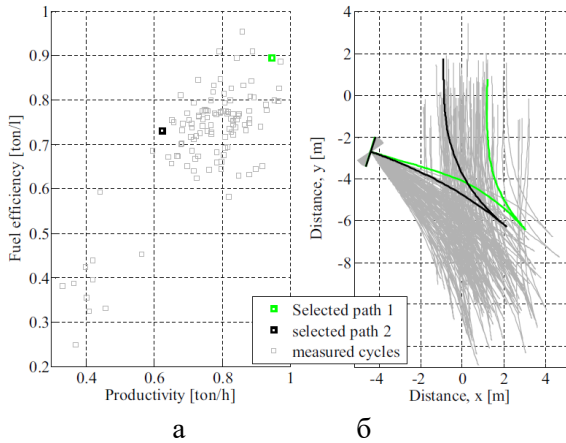 1
0.9
0.8
0.7
0.6
0.5
0.4
0.3
0.2
0.4
0.6
0.8
1
Fuel efficiency [ton/l]
Productivity [ton/h]
4
2
0
-2
-4
-6
-8
-4
-2
0
2
4
Distance, y [m]
Distance, x [m]
Selected path 1
selected path 2
measured cycles
а
б